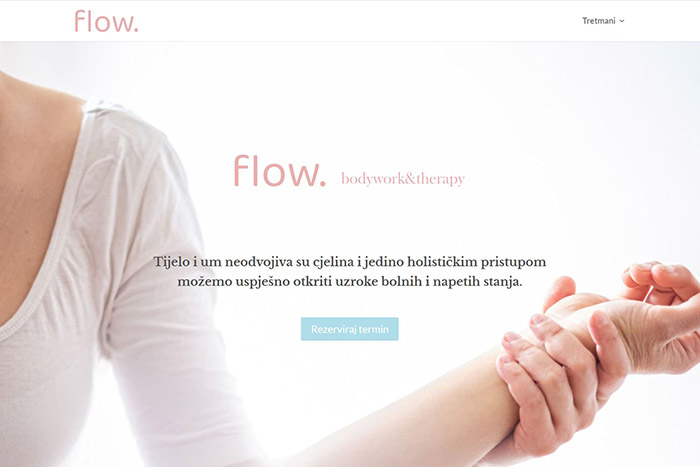 flow.
Tretmani
flow. bodywork&therapy
Tijelo i um neodvojiva su cjelina i jedino holističkim pristupom
možemo uspješno otkriti uzroke bolnih i napetih stanja.
Rezerviraj termin